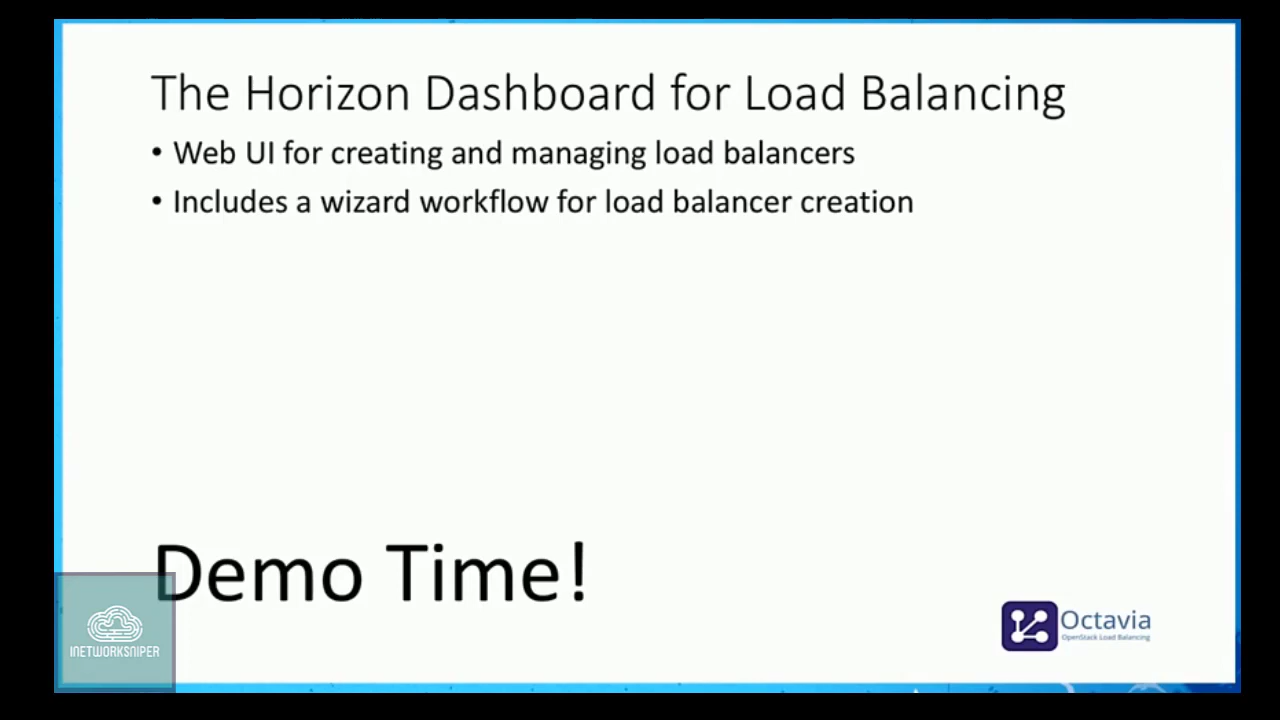 The Horizon Dashboard for Load Balancing
• Web UI for creating and managing load balancers
• Includes a wizard workflow for load balancer creation
Demo Time!
INETWORKSNIPER
Octavia
OpenStack Load Balancing